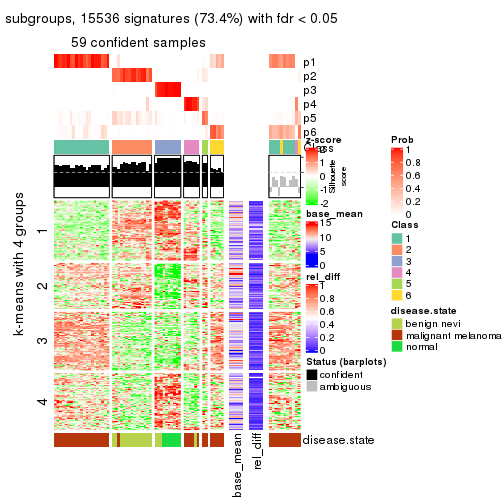 subgroups, 15536 signatures (73.4%) with fdr < 0.05
59 confident samples
p1
p2
p3
p4
p5
p6
Class
Silhouette
score
k-means with 4 groups
1
2
3
4
base_mean
rel_diff
disease.state
z-score
2
1
0
-1
-2
base_mean
15
10
5
0
rel_diff
1
0.8
0.6
0.4
0.2
0
Status (barplots)
confident
ambiguous
Prob
1
0.8
0.6
0.4
0.2
0
Class
1
2
3
4
5
6
disease.state
benign nevi
malignant melanoma
normal